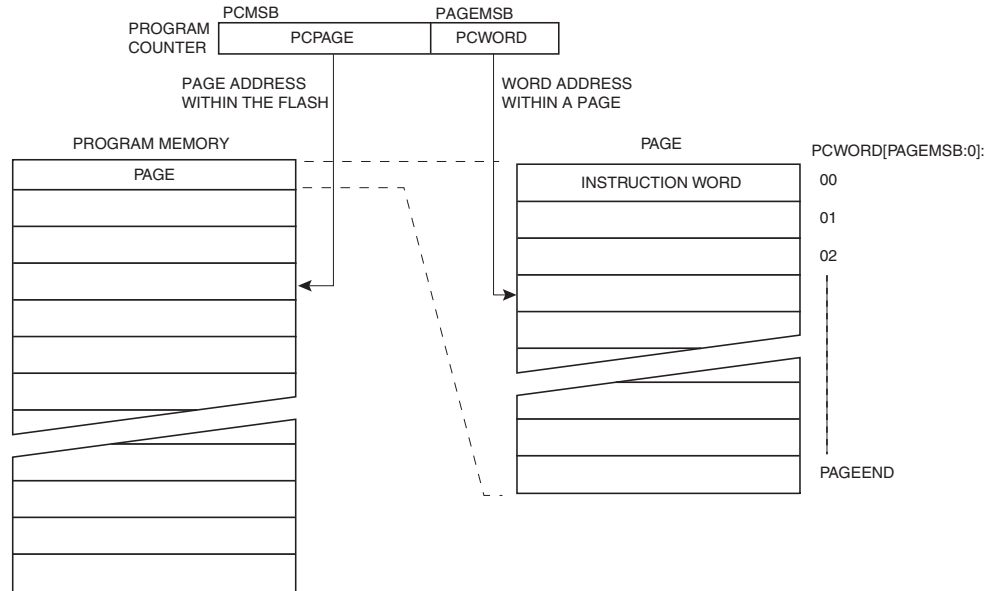 PCMSB
PAGEMSB
PROGRAM
COUNTER
PCPAGE
PCWORD
PAGE ADDRESS
WITHIN THE FLASH
WORD ADDRESS
WITHIN A PAGE
PROGRAM MEMORY
PAGE
PAGE
PCWORD[PAGEMSB:0]:
INSTRUCTION WORD
00
01
02
PAGEEND